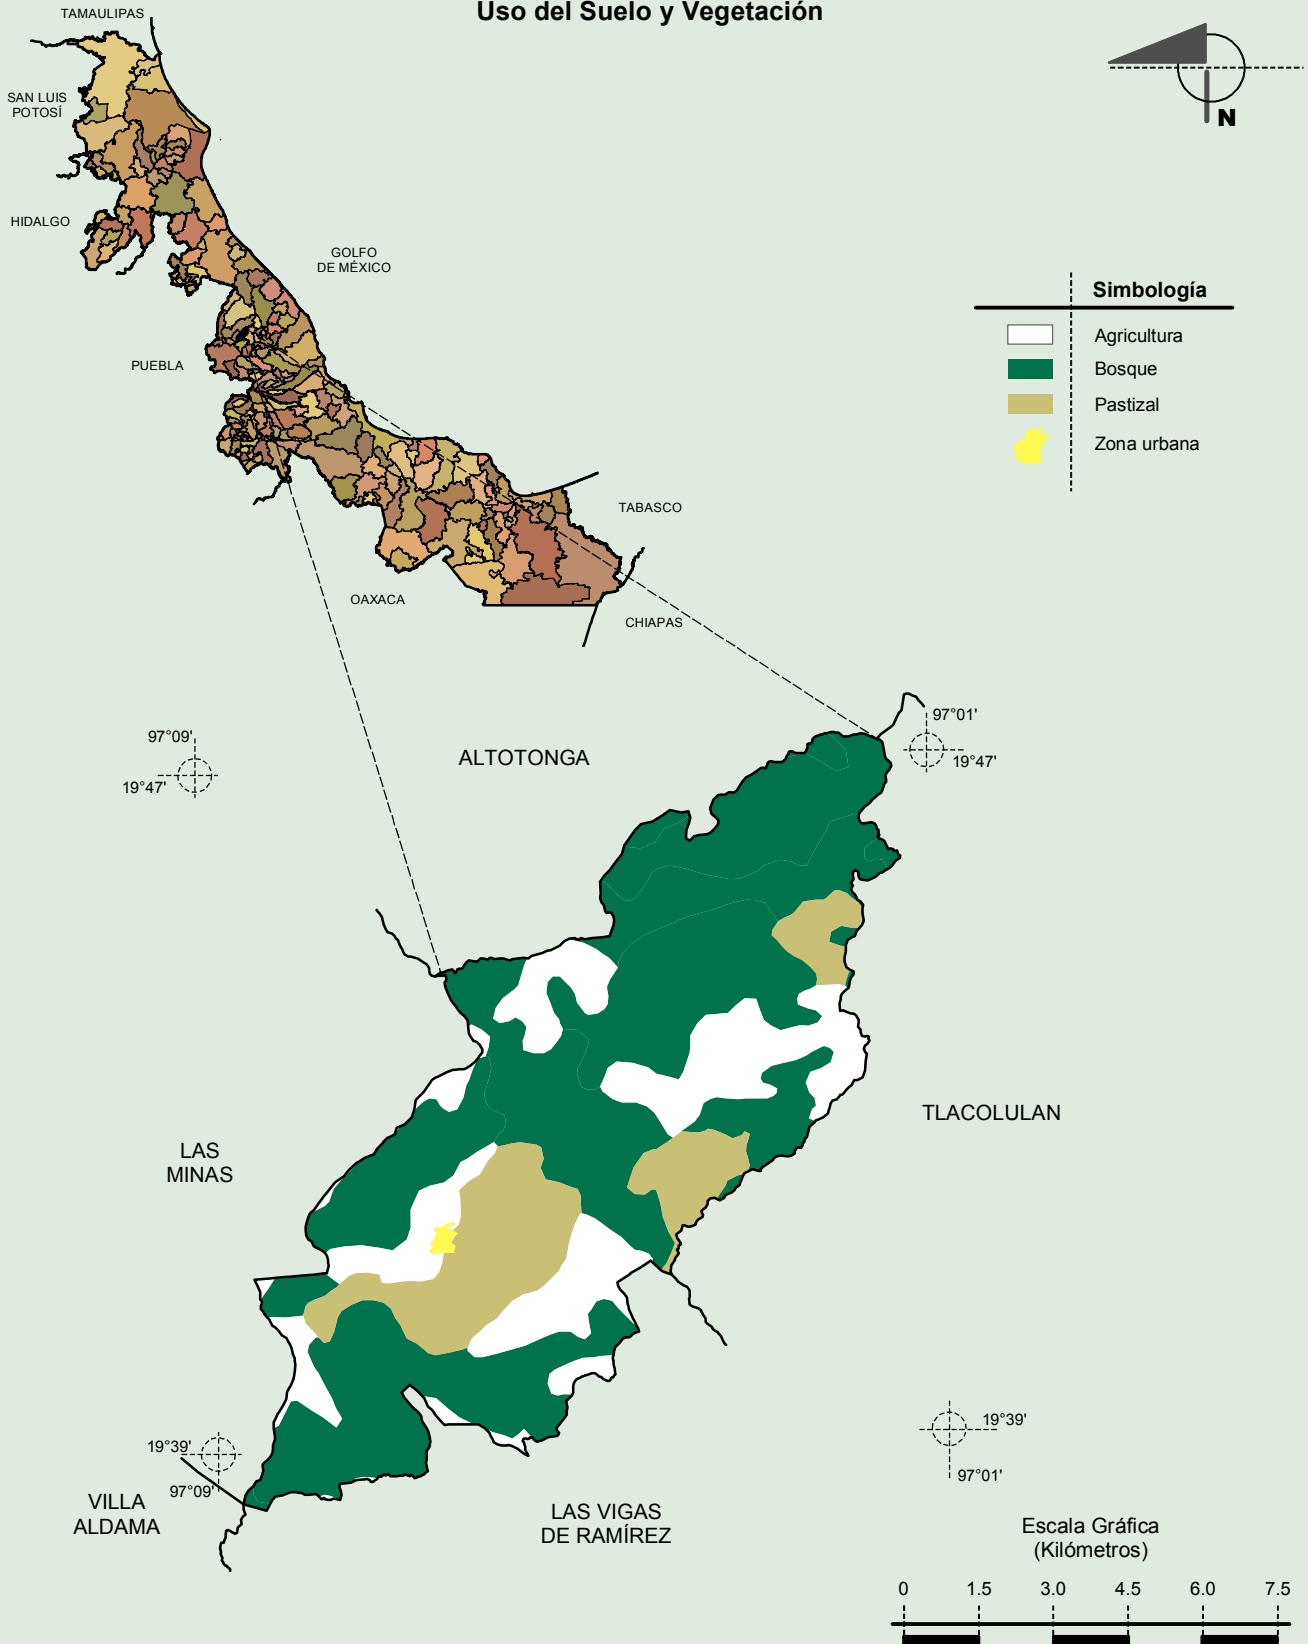 Uso del Suelo y Vegetación
TAMAULIPAS
SAN LUIS
POTOSÍ
HIDALGO
GOLFO
DE MÉXICO
PUEBLA
TABASCO
OAXACA
CHIAPAS
N
Simbología
Agricultura
Bosque
Pastizal
Zona urbana
97°09'
19°47'
ALTOTONGA
97°01'
19°47'
TLACOLULAN
LAS
MINAS
19°39'
97°09'
VILLA
ALDAMA
LAS VIGAS
DE RAMÍREZ
19°39'
97°01'
Escala Gráfica
(Kilómetros)
0 1.5 3.0 4.5 6.0 7.5